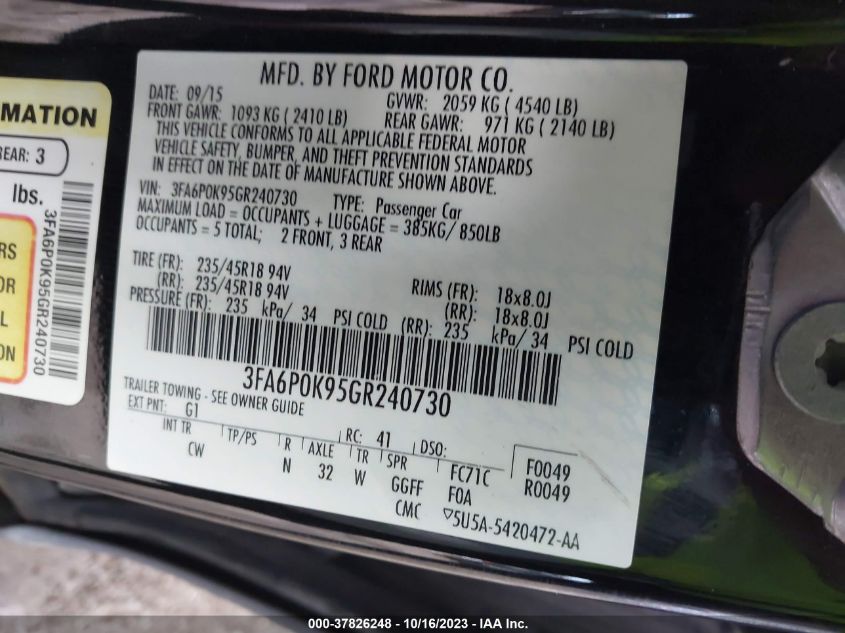 MFD. BY FORD MOTOR CO.
DATE: 09/15
GVWR: 2059 KG ( 4540 LB)
FRONT GAWR: 1093 KG ( 2410 LB)
REAR GAWR: 971 KG ( 2140 LB)
THIS VEHICLE CONFORMS TO ALL APPLICABLE FEDERAL MOTOR
VEHICLE SAFETY, BUMPER, AND THEFT PREVENTION STANDARDS
IN EFFECT ON THE DATE OF MANUFACTURE SHOWN ABOVE.
VIN: 3FA6P0K95GR240730 TYPE: Passenger Car
MAXIMUM LOAD = OCCUPANTS + LUGGAGE = 385KG/ 850LB
OCCUPANTS = 5 TOTAL; 2 FRONT, 3 REAR
TIRE (FR): 235/45R18 94V RIMS (FR): 18x8.0J
(RR): 235/45R18 94V (RR): 18x8.0J
PRESSURE (FR): 235 kPa/ 34 PSI COLD (RR): 235 kPa/ 34 PSI COLD
3FA6P0K95GR240730
TRAILER TOWING - SEE OWNER GUIDE
EXT PNT: G1 RC: 41 DSO:
INT TR TP/PS R AXLE TR SPR FC71C F0049
CW N 32 W GGFF F0A R0049
CMC 5U5A-5420472-AA
MATION
REAR: 3
lbs.
RS
OR
L
ON
3FA6P0K95GR240730
000-37826248 - 10/16/2023 - IAA Inc.